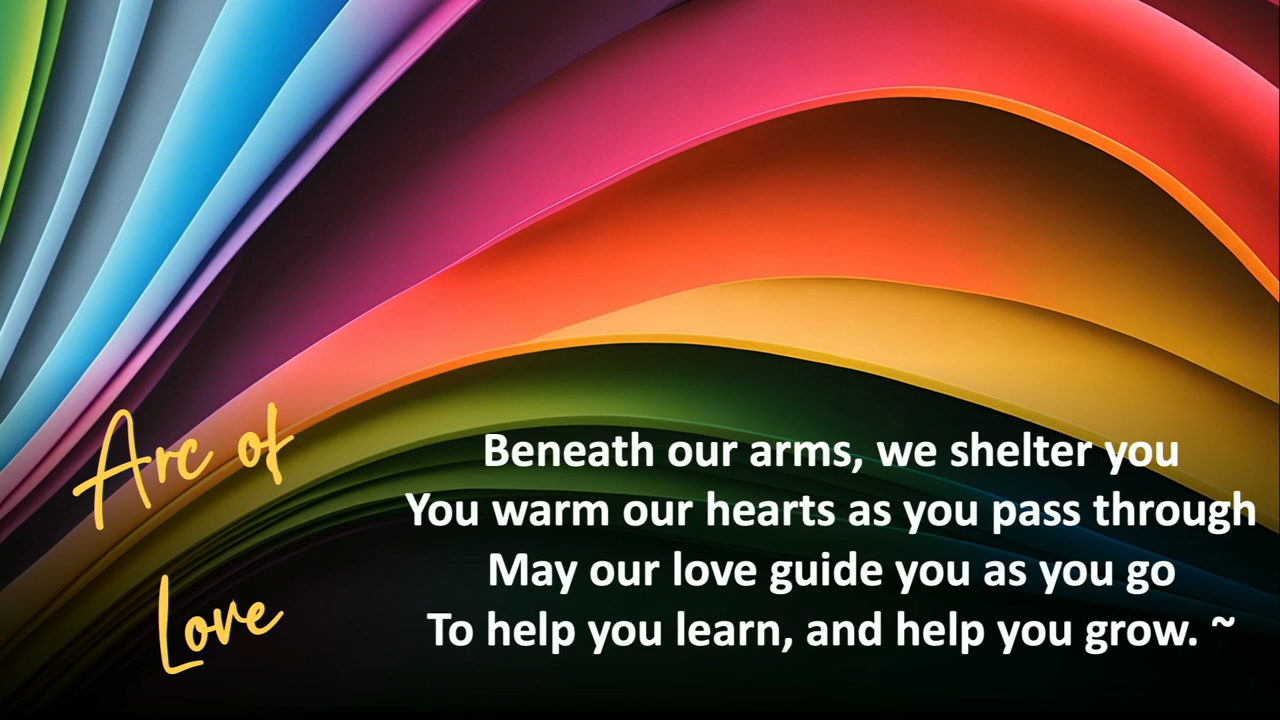 Arc of
Love
Beneath our arms, we shelter you
You warm our hearts as you pass through
May our love guide you as you go
To help you learn, and help you grow. ~